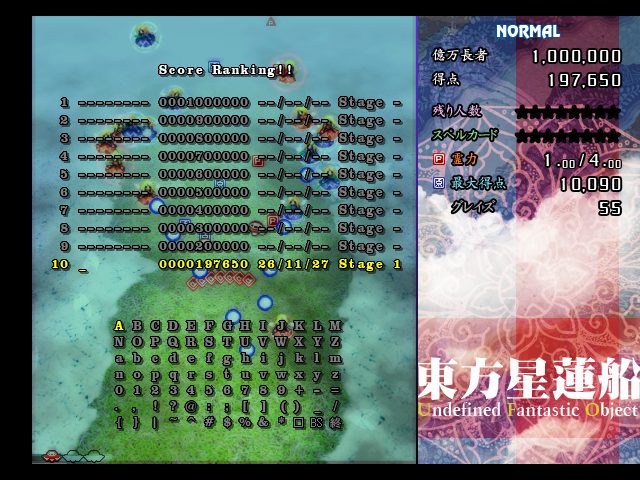 Score Ranking!!
1 -------- 0001000000 --/--/-- Stage -
2 -------- 0000900000 --/--/-- Stage -
3 -------- 0000800000 --/--/-- Stage -
4 -------- 0000700000 --/--/-- Stage -
5 -------- 0000600000 --/--/-- Stage -
6 -------- 0000500000 --/--/-- Stage -
7 -------- 0000400000 --/--/-- Stage -
8 -------- 0000300000 --/--/-- Stage -
9 -------- 0000200000 --/--/-- Stage -
10 _ 0000197650 26/11/27 Stage 1
A B C D E F G H I J K L M
N O P Q R S T U V W X Y Z
a b c d e f g h i j k l m
n o p q r s t u v w x y z
0 1 2 3 4 5 6 7 8 9 + - =
. , ! ? @ : ; [ ] ( ) _ /
{ } | ~ ^ # $ % & * □ BS 終
NORMAL
億万長者 1,000,000
得点 197,650
残り人数 ★★★★★★★★
スペルカード ★★★★★★★★
P 霊力 1.00/4.00
点 最大得点 10,090
グレイズ 55
東方星蓮船
Undefined Fantastic Object